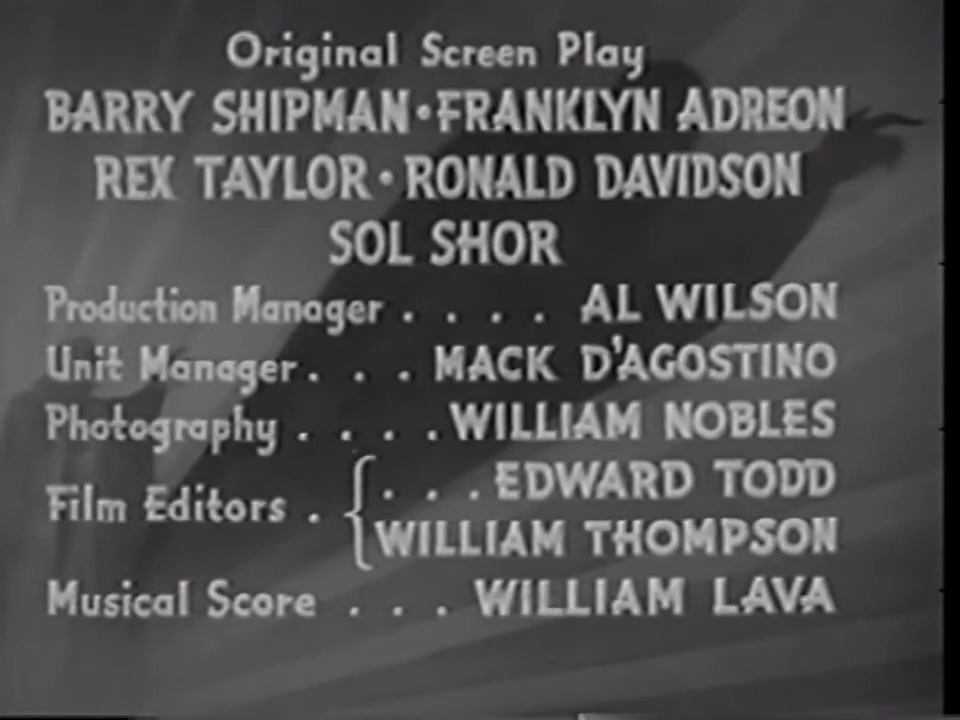 Original Screen Play
BARRY SHIPMAN • FRANKLYN ADREON
REX TAYLOR • RONALD DAVIDSON
SOL SHOR
Production Manager . . . . AL WILSON
Unit Manager . . . MACK D'AGOSTINO
Photography . . . . WILLIAM NOBLES
Film Editors . { . . . EDWARD TODD
WILLIAM THOMPSON
Musical Score . . . WILLIAM LAVA